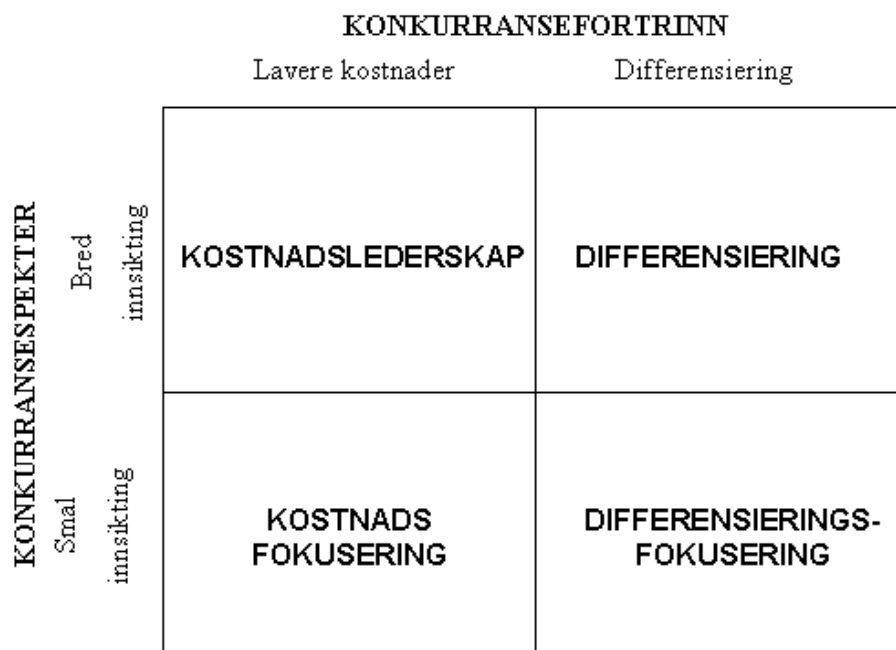 KONKURRANSEFORTRINN
Lavere kostnader
Differensiering
KONKURRANSESPEKTER
Bred
innsikting
KOSTNADSLEDERSKAP
DIFFERENSIERING
Smal
innsikting
KOSTNADS
FOKUSERING
DIFFERENSIERINGS-
FOKUSERING